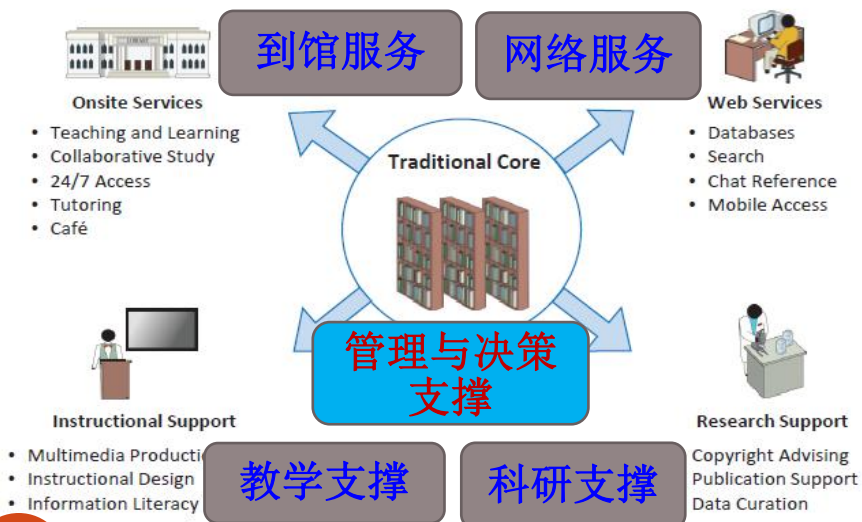 到馆服务
网络服务
LIBRARY
Onsite Services
• Teaching and Learning
• Collaborative Study
• 24/7 Access
• Tutoring
• Café
Traditional Core
Web Services
• Databases
• Search
• Chat Reference
• Mobile Access
管理与决策
支撑
Instructional Support
• Multimedia Producti
• Instructional Design
• Information Literacy
Research Support
Copyright Advising
Publication Support
Data Curation
教学支撑
科研支撑